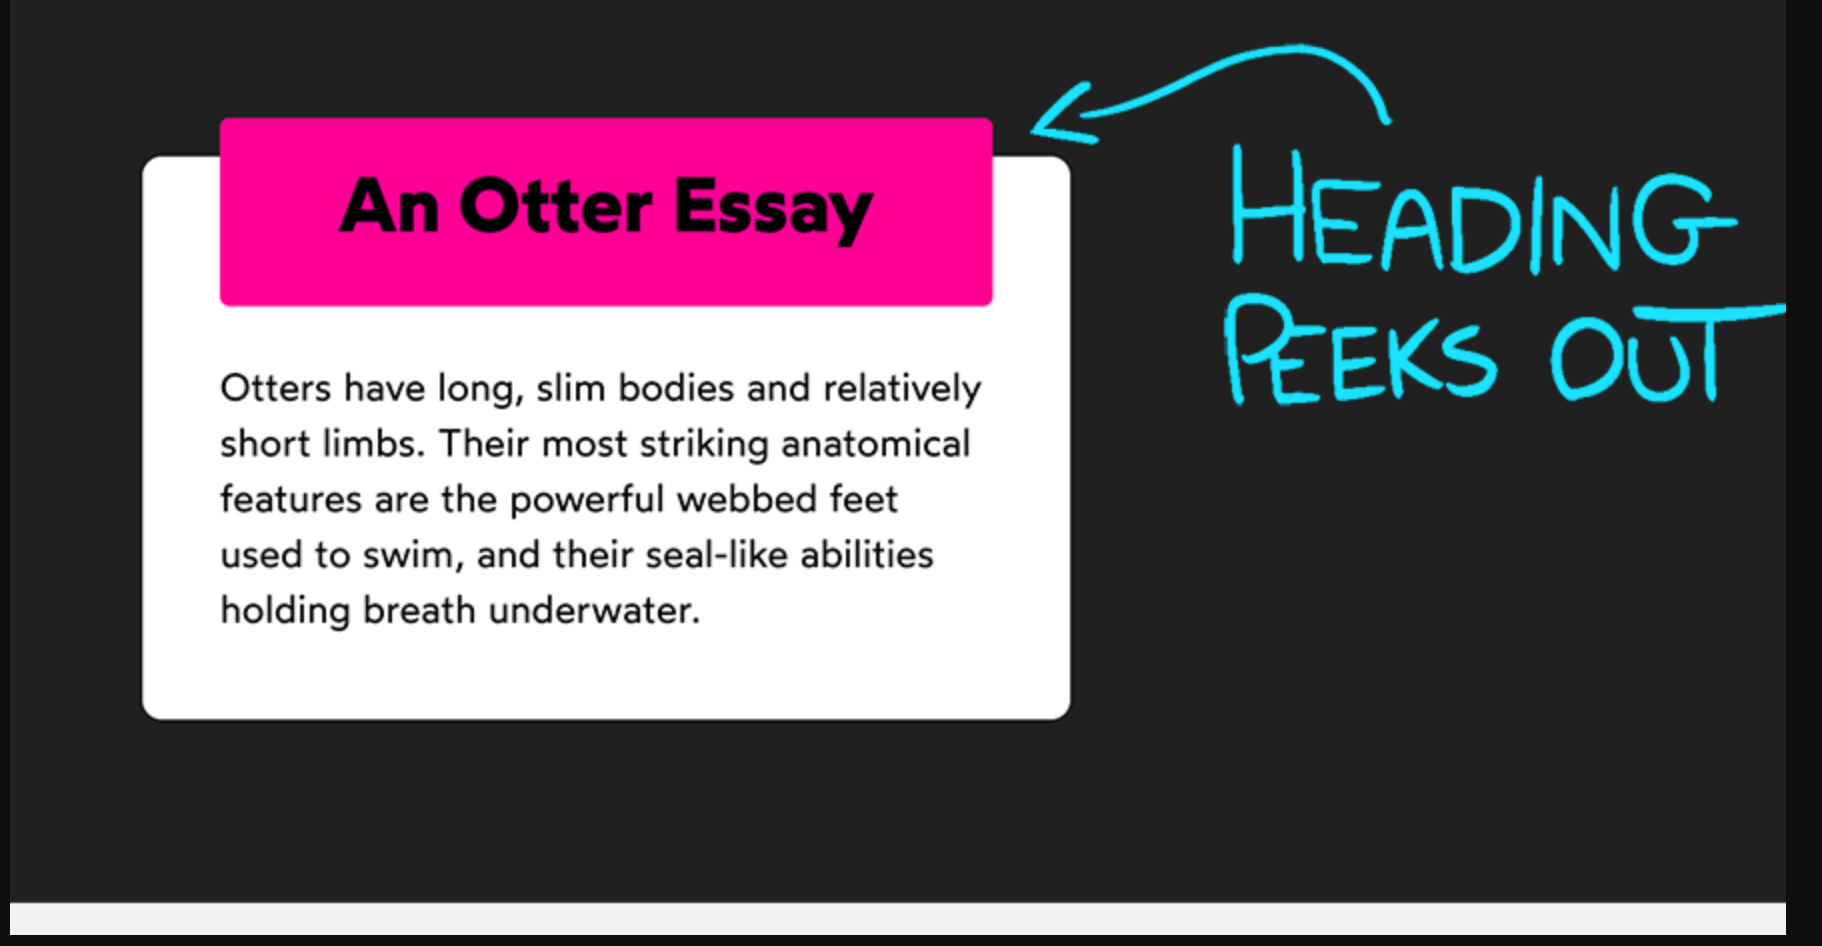 An Otter Essay
HEADING
PEEKS OUT
Otters have long, slim bodies and relatively
short limbs. Their most striking anatomical
features are the powerful webbed feet
used to swim, and their seal-like abilities
holding breath underwater.